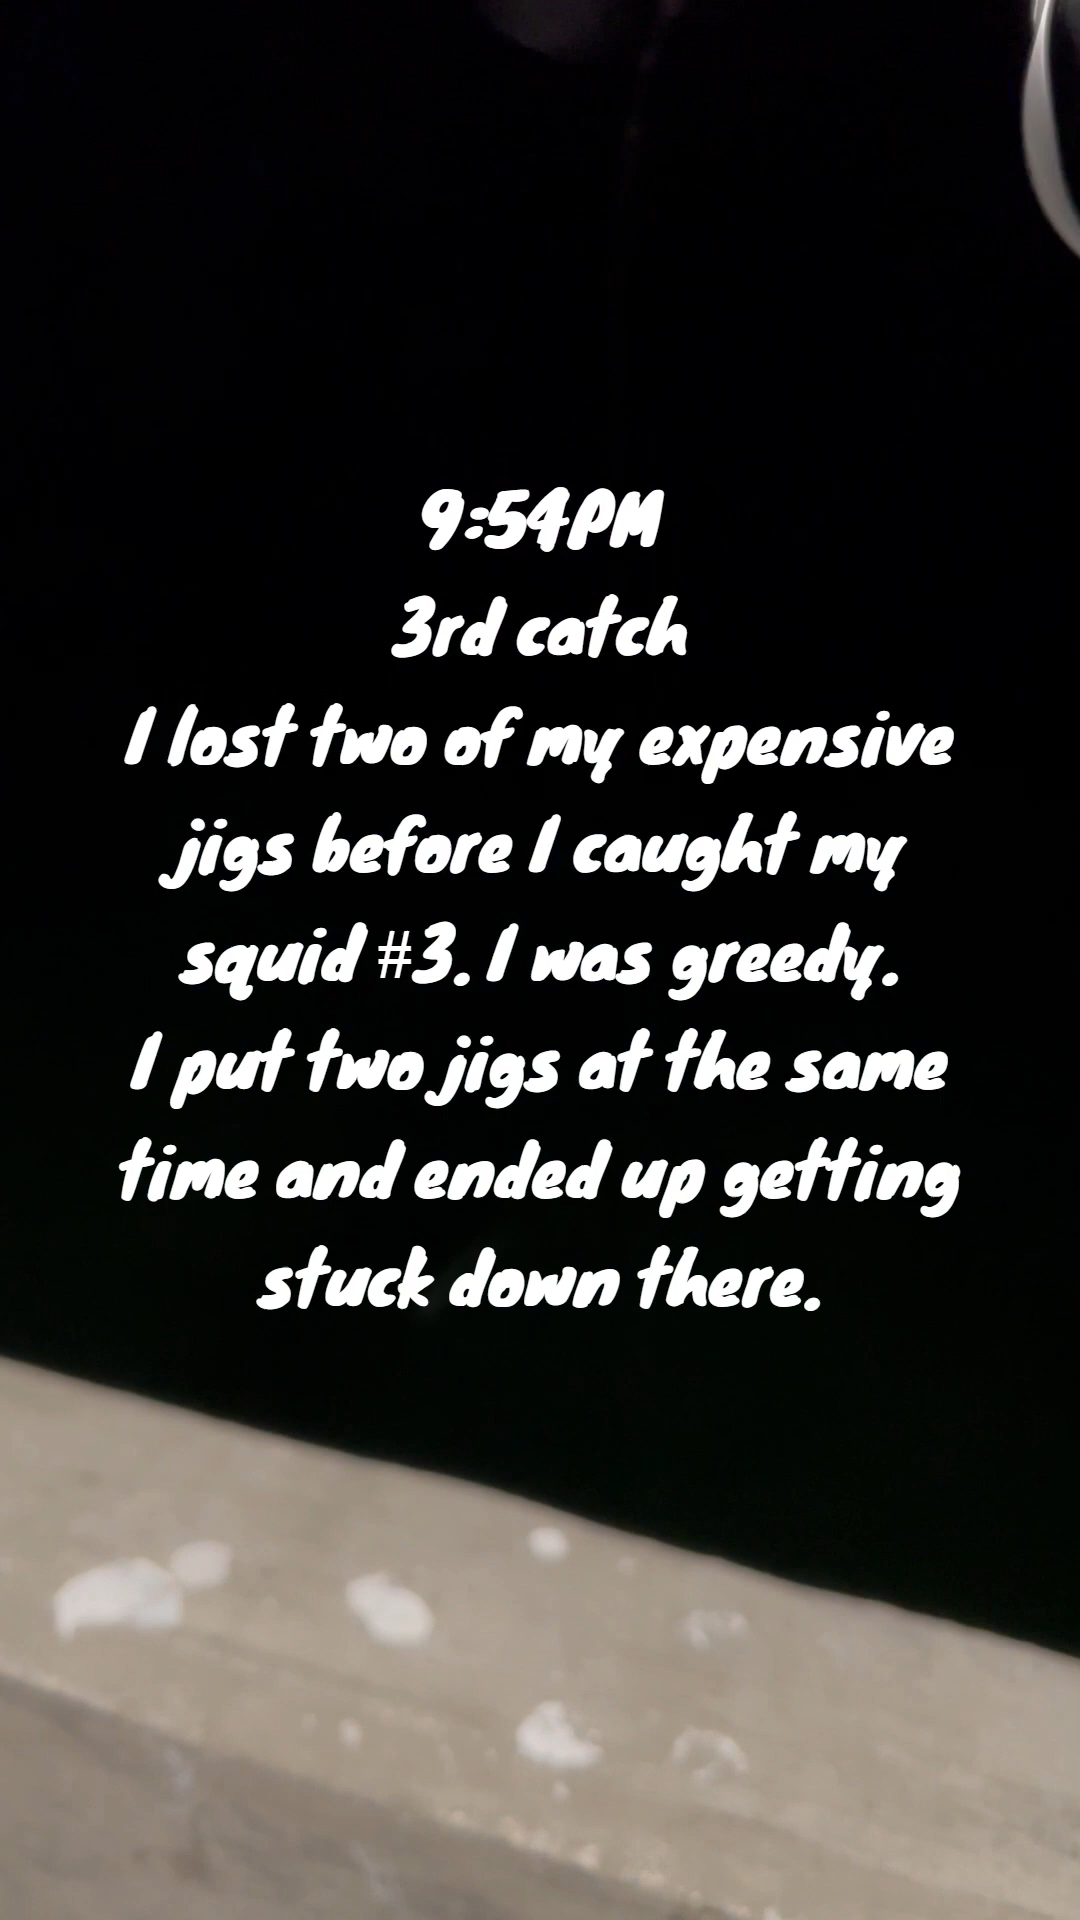 9:54PM
3rd catch
I lost two of my expensive
jigs before I caught my
squid #3. I was greedy.
I put two jigs at the same
time and ended up getting
stuck down there.